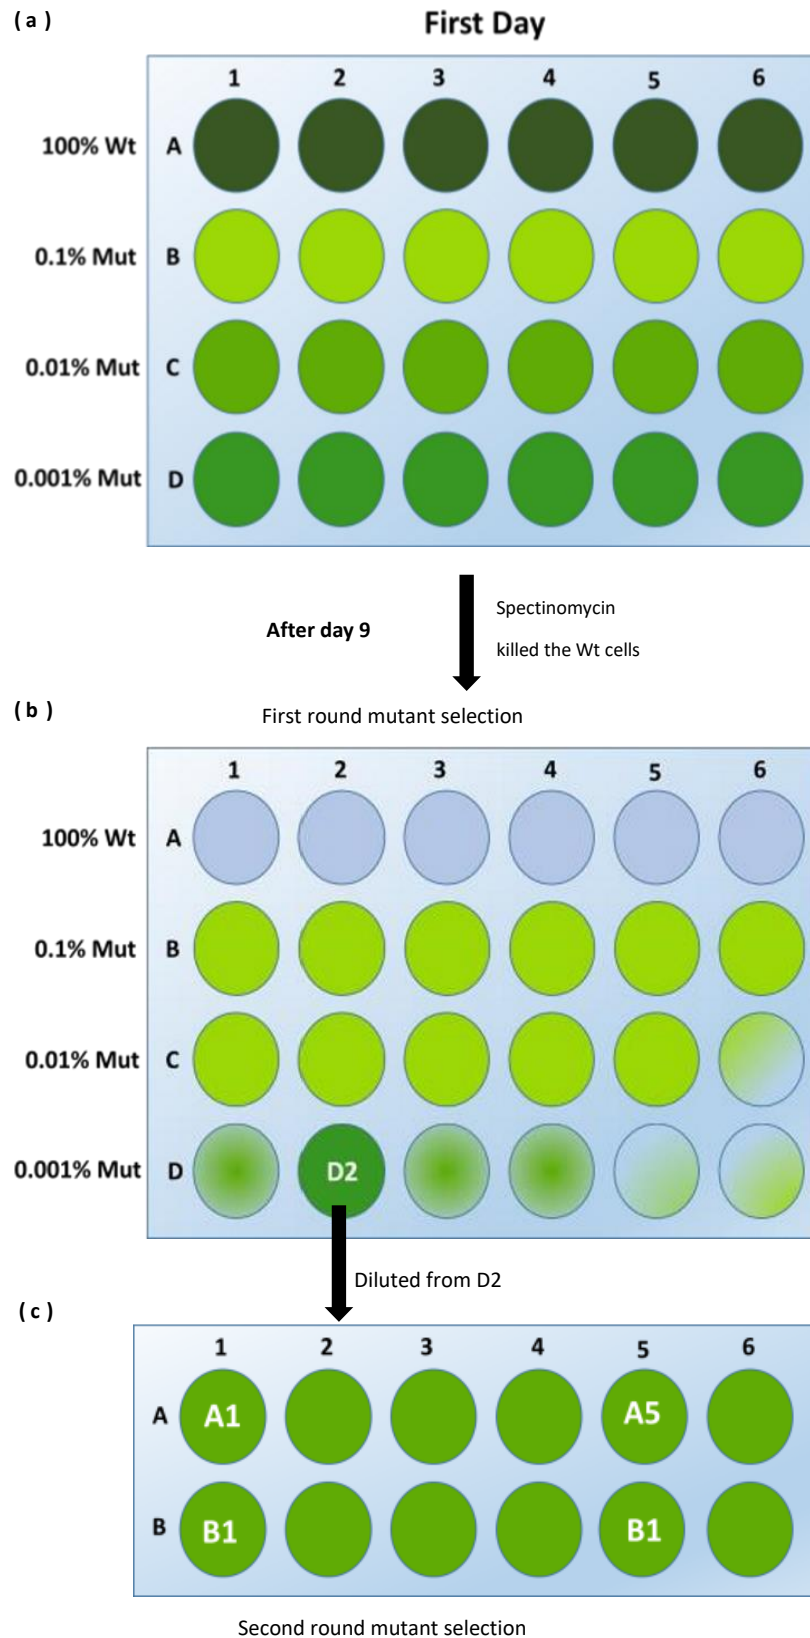 (a)
First Day
1 2 3 4 5 6
100% Wt A
0.1% Mut B
0.01% Mut C
0.001% Mut D
After day 9
Spectinomycin
killed the Wt cells
(b)
First round mutant selection
1 2 3 4 5 6
100% Wt A
0.1% Mut B
0.01% Mut C
0.001% Mut D D2
Diluted from D2
(c)
1 2 3 4 5 6
A A1 A5
B B1 B1
Second round mutant selection